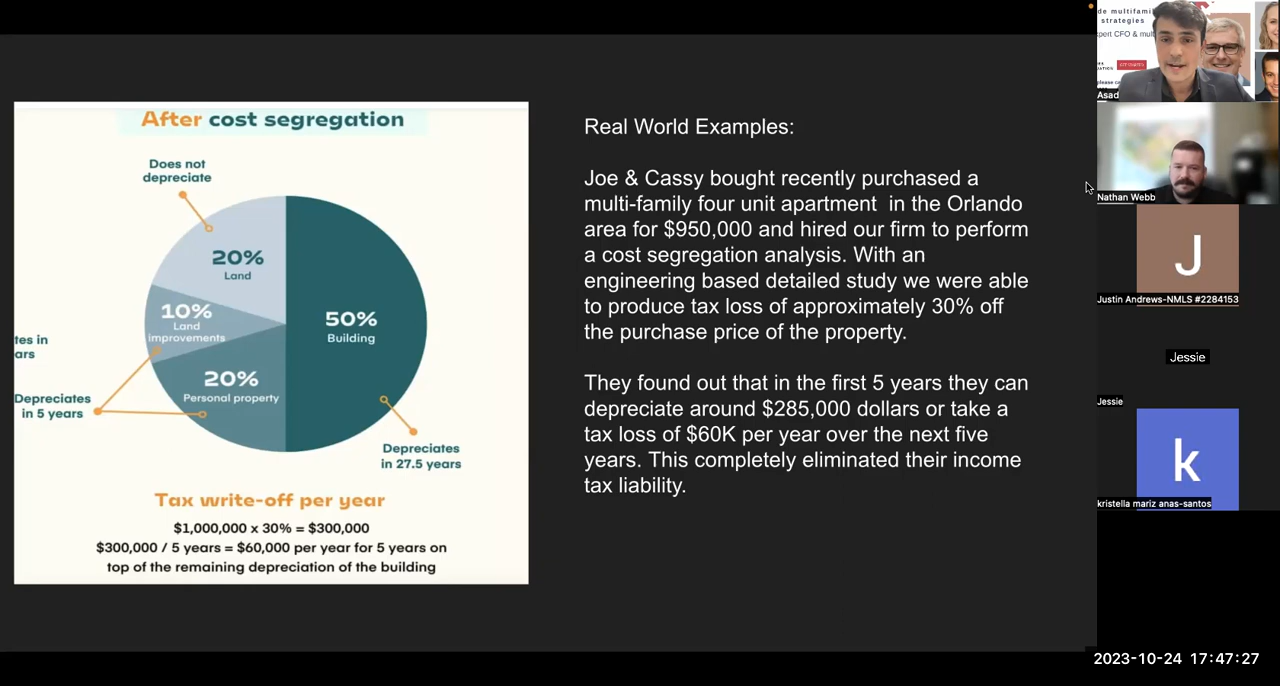 After cost segregation
Does not
depreciate
20%
Land
10%
Land
improvements
50%
Building
20%
Personal property
tes in
ars
Depreciates
in 5 years
Depreciates
in 27.5 years
Tax write-off per year
$1,000,000 x 30% = $300,000
$300,000 / 5 years = $60,000 per year for 5 years on
top of the remaining depreciation of the building
Real World Examples:
Joe & Cassy bought recently purchased a
multi-family four unit apartment in the Orlando
area for $950,000 and hired our firm to perform
a cost segregation analysis. With an
engineering based detailed study we were able
to produce tax loss of approximately 30% off
the purchase price of the property.
They found out that in the first 5 years they can
depreciate around $285,000 dollars or take a
tax loss of $60K per year over the next five
years. This completely eliminated their income
tax liability.
de multifami
strategies
xpert CFO & mul
Asad
Nathan Webb
J
Justin Andrews-NMLS #2284153
Jessie
Jessie
k
kristella mariz anas-santos
2023-10-24 17:47:27